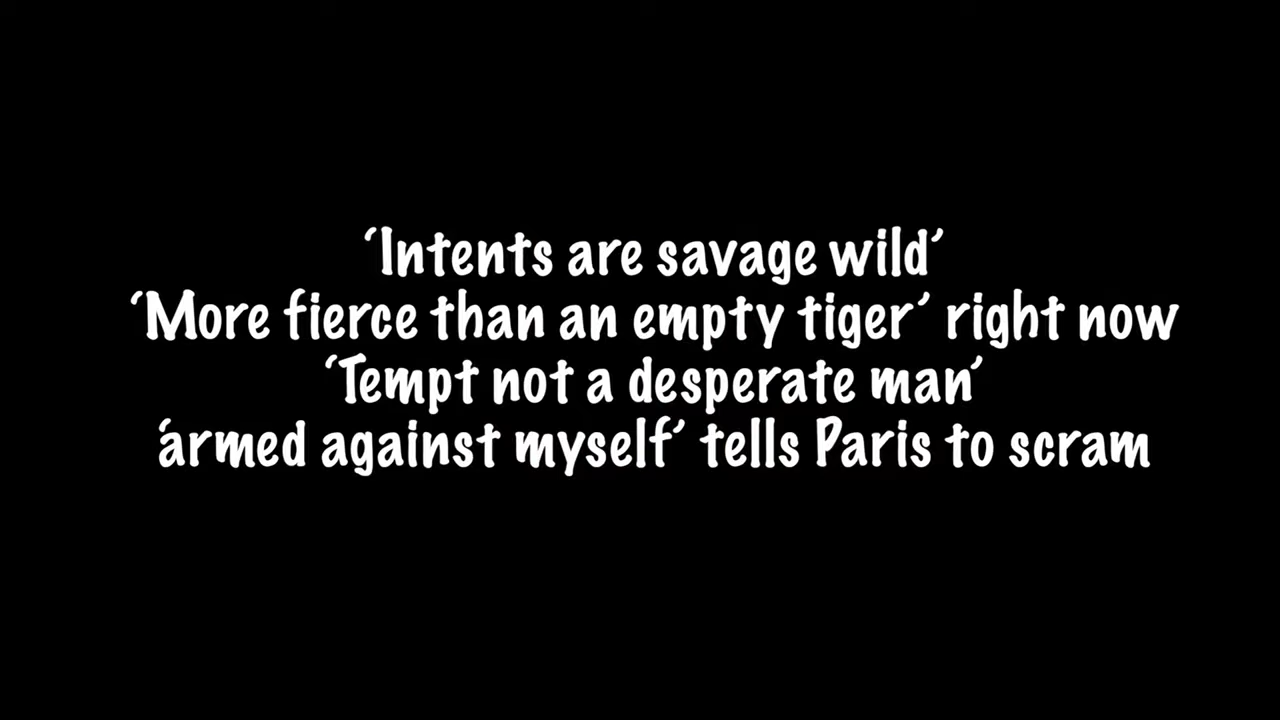 ‘Intents are savage wild’
‘More fierce than an empty tiger’ right now
‘Tempt not a desperate man’
‘armed against myself’ tells Paris to scram